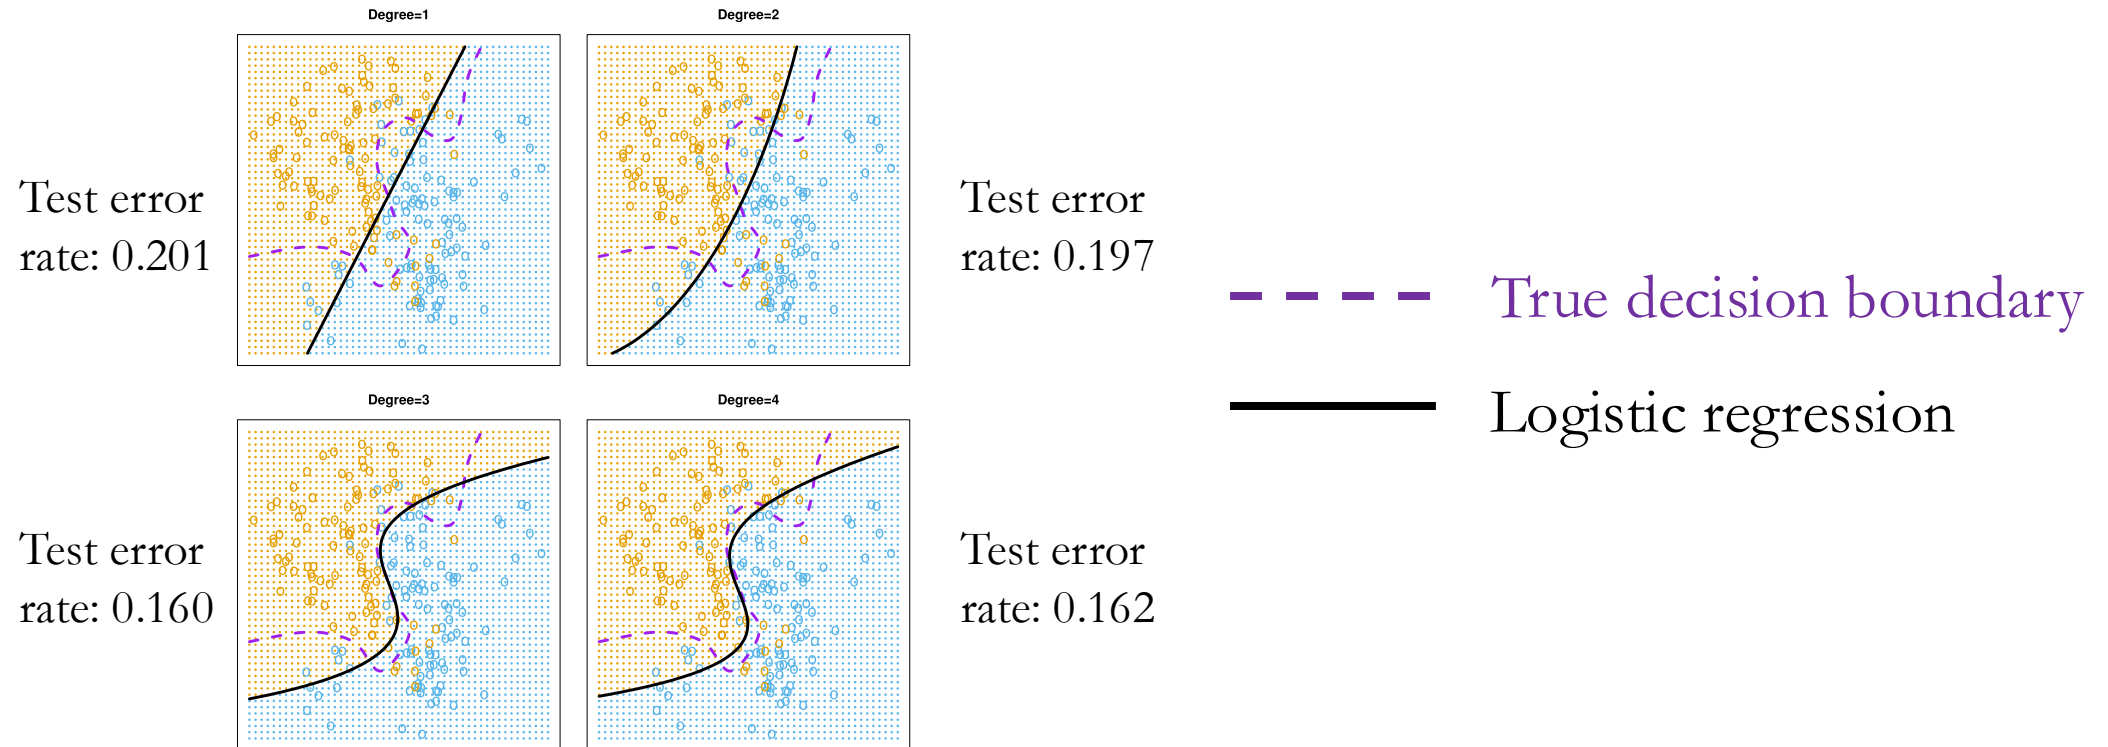 Degree=1
Degree=2
Test error
rate: 0.201
Test error
rate: 0.197
True decision boundary
Logistic regression
Degree=3
Degree=4
Test error
rate: 0.160
Test error
rate: 0.162